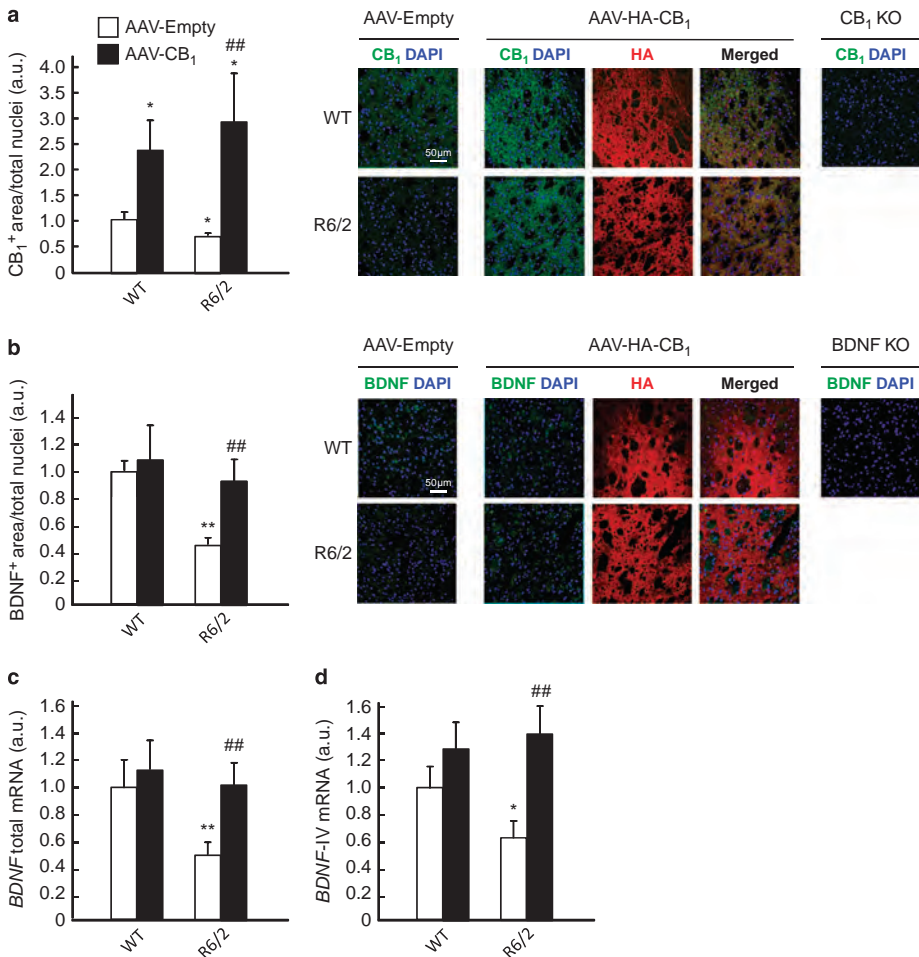 a
AAV-Empty
AAV-CB₁
CB₁⁺ area/total nuclei (a.u.)
4.0
3.5
3.0
2.5
2.0
1.5
1.0
0.5
0
*
*
##
*
WT
R6/2
AAV-Empty
AAV-HA-CB₁
CB₁ KO
CB₁ DAPI
CB₁ DAPI
HA
Merged
CB₁ DAPI
WT
50µm
R6/2
b
BDNF⁺ area/total nuclei (a.u.)
1.4
1.2
1.0
0.8
0.6
0.4
0.2
0
**
##
WT
R6/2
AAV-Empty
AAV-HA-CB₁
BDNF KO
BDNF DAPI
BDNF DAPI
HA
Merged
BDNF DAPI
WT
50µm
R6/2
c
BDNF total mRNA (a.u.)
1.6
1.4
1.2
1.0
0.8
0.6
0.4
0.2
0
**
##
WT
R6/2
d
BDNF-IV mRNA (a.u.)
1.6
1.4
1.2
1.0
0.8
0.6
0.4
0.2
0
*
##
WT
R6/2